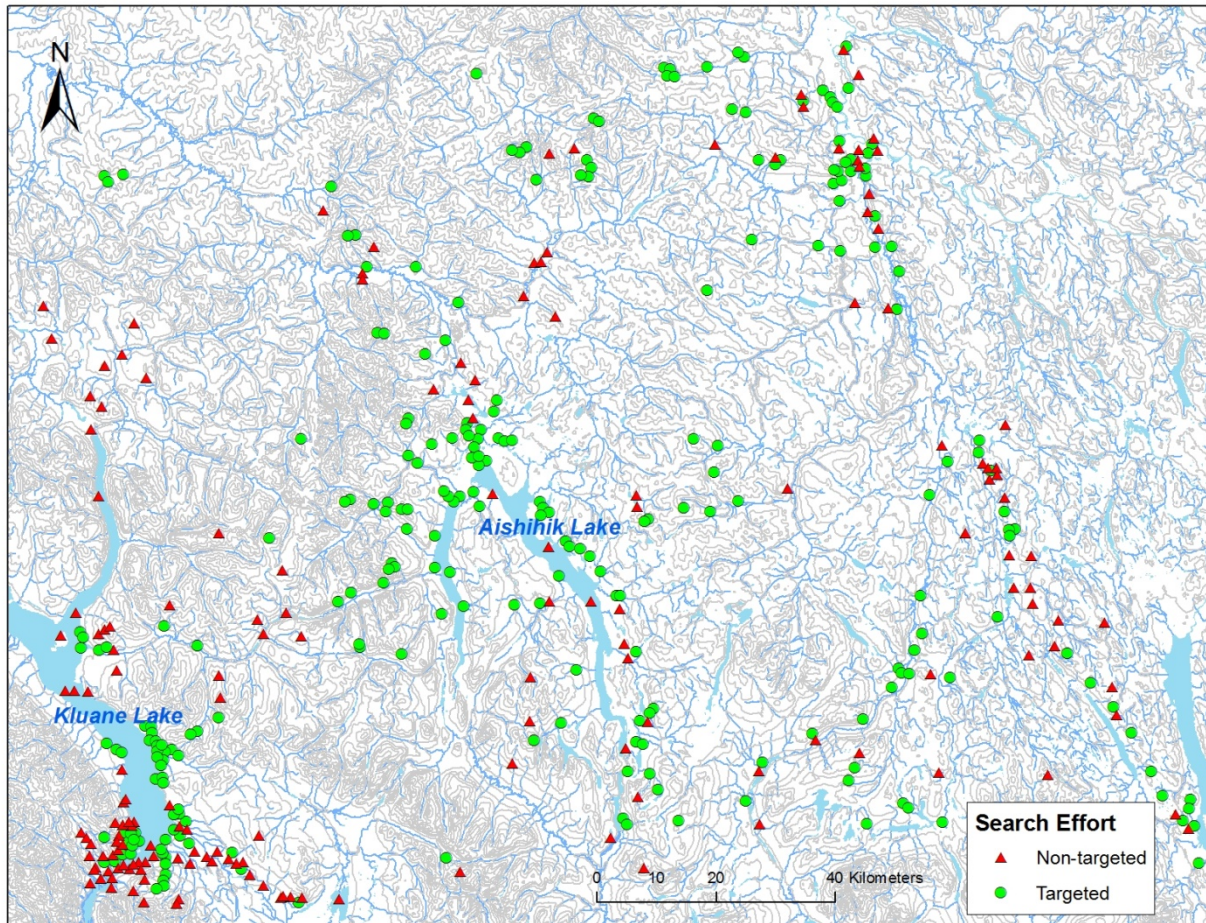 N
Aishihik Lake
Kluane Lake
Search Effort
Non-targeted
Targeted
0 10 20 40 Kilometers